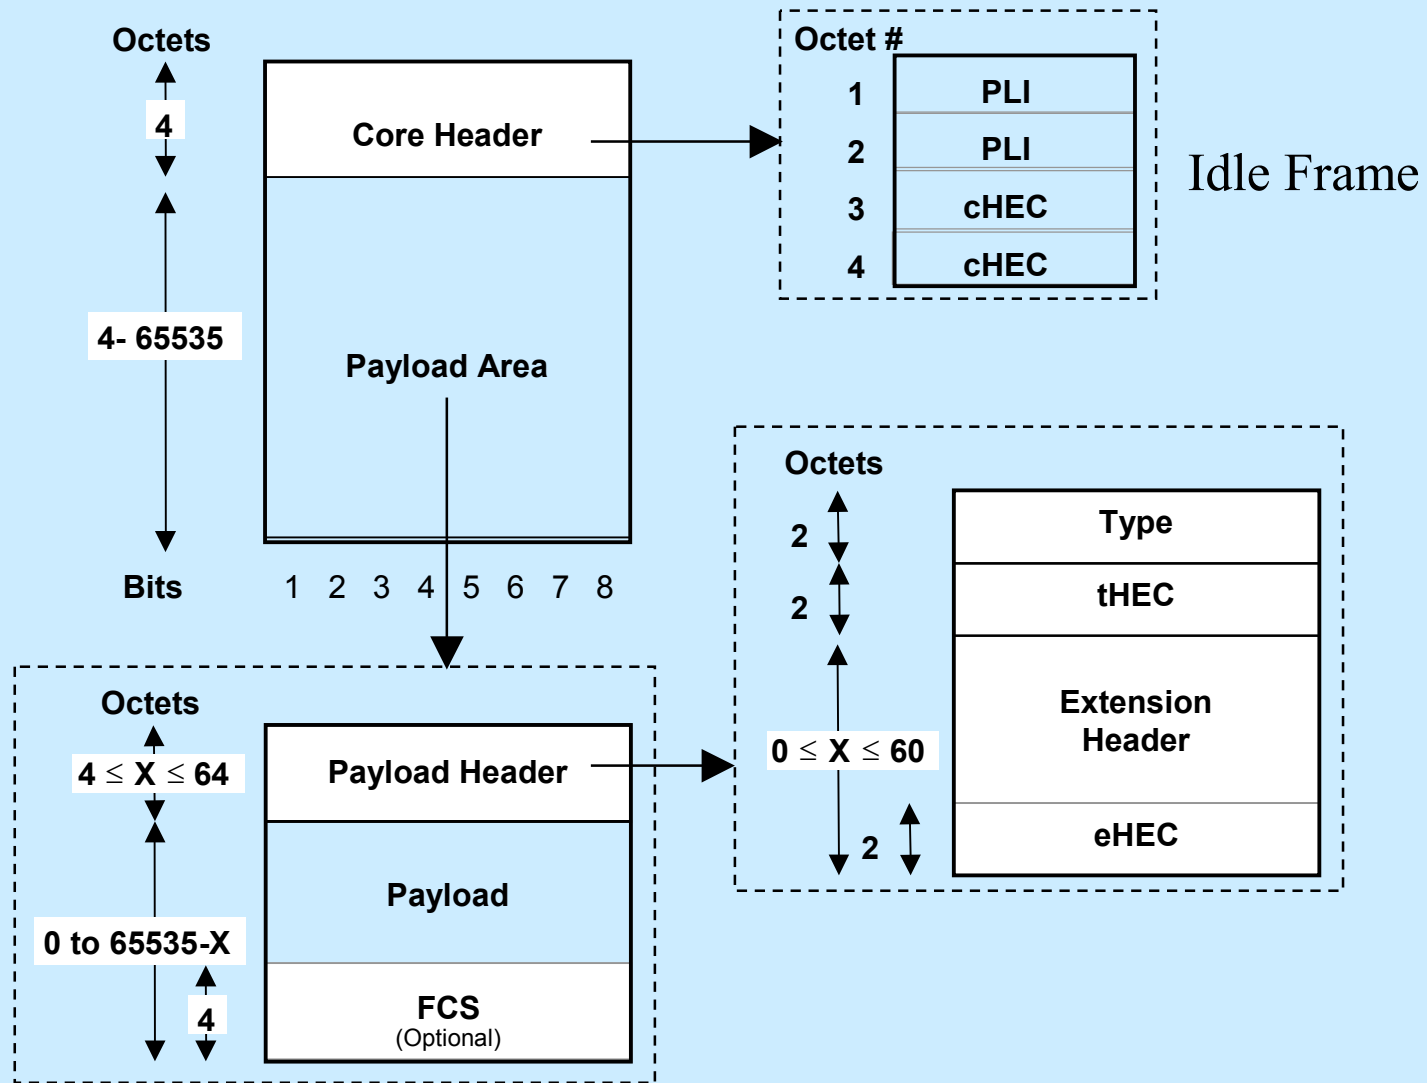 Octets
4
4- 65535
Bits
Core Header
Payload Area
1 2 3 4 5 6 7 8
Octet #
1 PLI
2 PLI
3 cHEC
4 cHEC
Idle Frame
Octets
4 ≤ X ≤ 64
0 to 65535-X
4
Payload Header
Payload
FCS
(Optional)
Octets
2
2
0 ≤ X ≤ 60
2
Type
tHEC
Extension
Header
eHEC